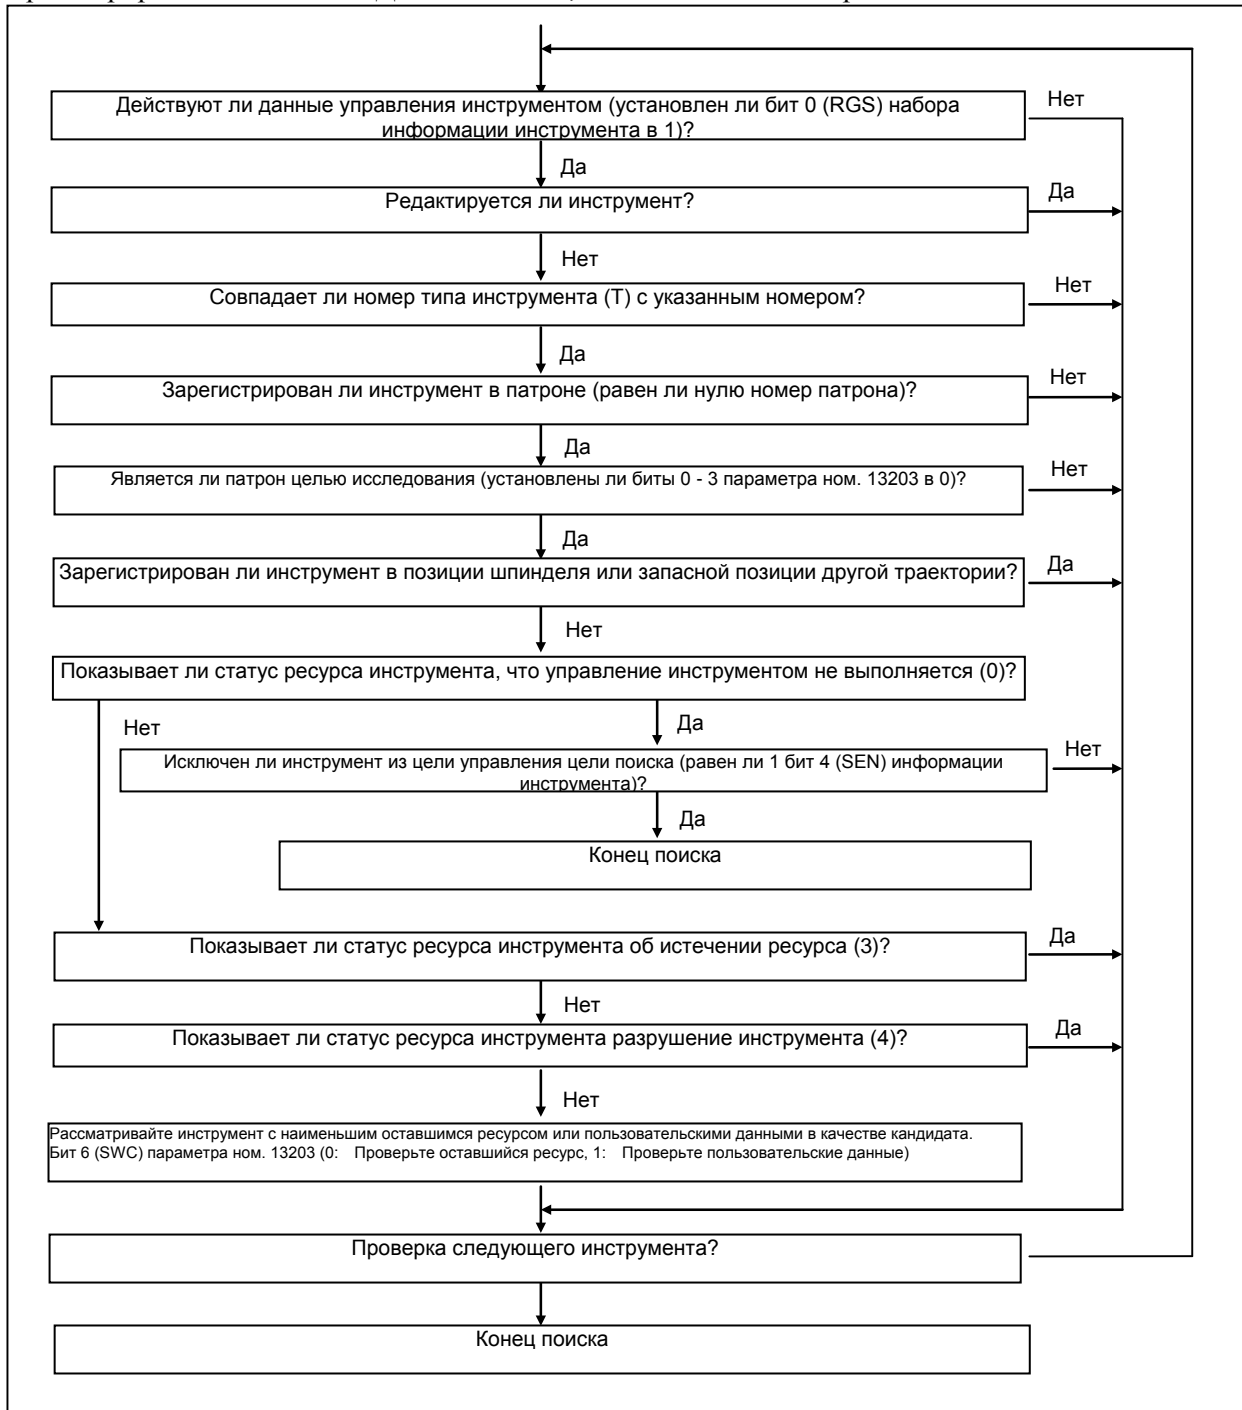 Действуют ли данные управления инструментом (установлен ли бит 0 (RGS) набора
информации инструмента в 1)?
Нет
Да
Редактируется ли инструмент?
Да
Нет
Совпадает ли номер типа инструмента (T) с указанным номером?
Нет
Да
Зарегистрирован ли инструмент в патроне (равен ли нулю номер патрона)?
Нет
Да
Является ли патрон целью исследования (установлены ли биты 0 - 3 параметра ном. 13203 в 0)?
Нет
Да
Зарегистрирован ли инструмент в позиции шпинделя или запасной позиции другой траектории?
Да
Нет
Показывает ли статус ресурса инструмента, что управление инструментом не выполняется (0)?
Нет
Да
Исключен ли инструмент из цели управления цели поиска (равен ли 1 бит 4 (SEN) информации
инструмента)?
Нет
Да
Конец поиска
Показывает ли статус ресурса инструмента об истечении ресурса (3)?
Да
Нет
Показывает ли статус ресурса инструмента разрушение инструмента (4)?
Да
Нет
Рассматривайте инструмент с наименьшим оставшимся ресурсом или пользовательскими данными в качестве кандидата.
Бит 6 (SWC) параметра ном. 13203 (0: Проверьте оставшийся ресурс, 1: Проверьте пользовательские данные)
Проверка следующего инструмента?
Конец поиска